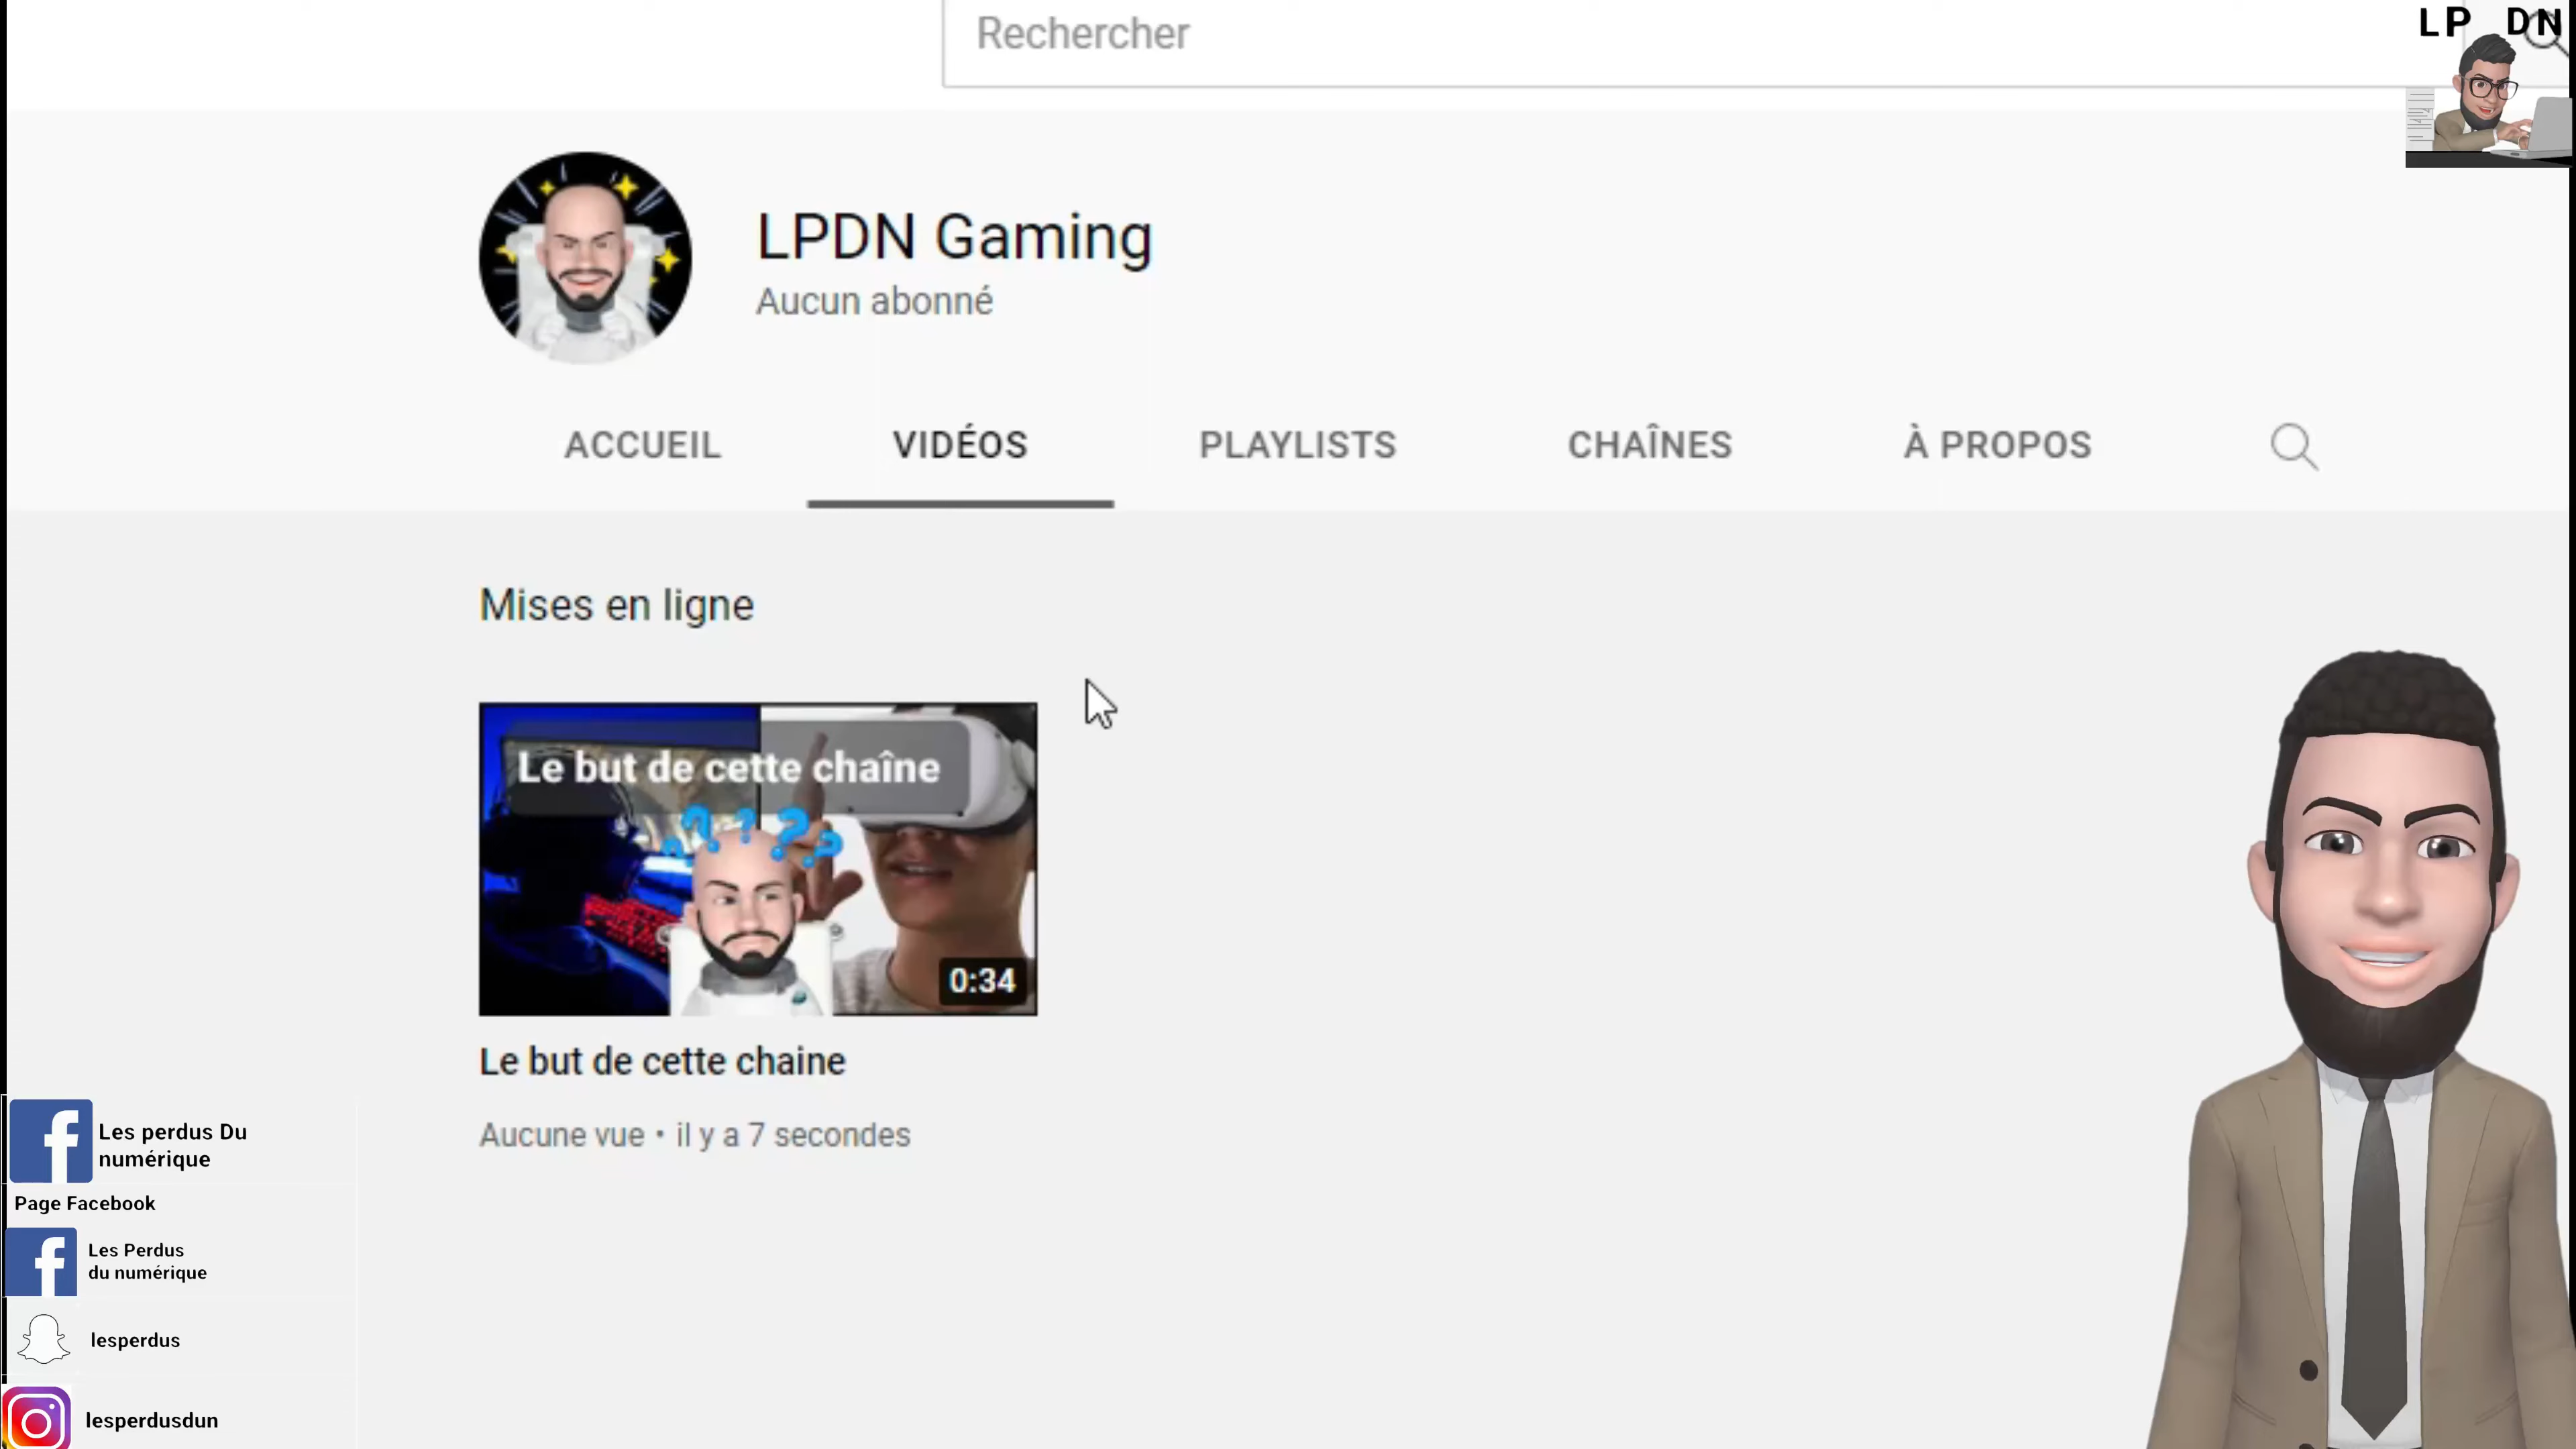 Rechercher
LP DN
LPDN Gaming
Aucun abonné
ACCUEIL VIDÉOS PLAYLISTS CHAÎNES À PROPOS
Mises en ligne
Le but de cette chaîne
0:34
Le but de cette chaine
Aucune vue • il y a 7 secondes
Les perdus Du
numérique
Page Facebook
Les Perdus
du numérique
lesperdus
lesperdusdun